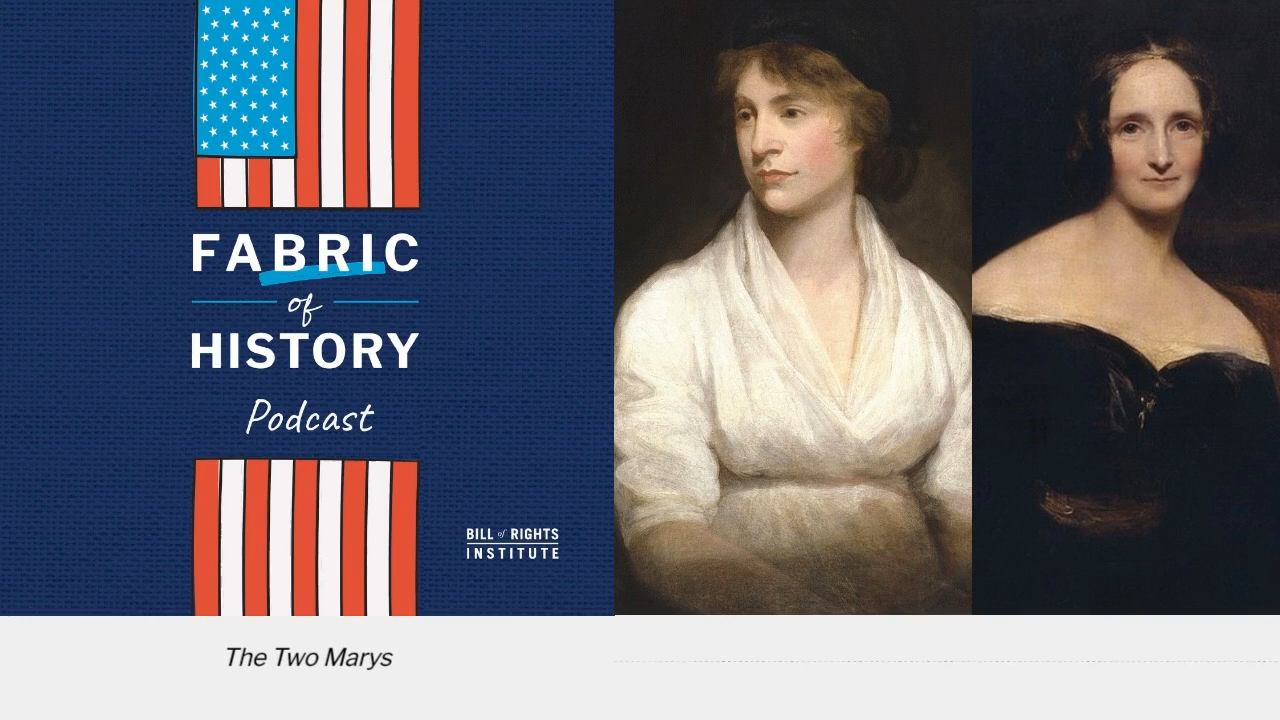 FABRIC
of
HISTORY
Podcast
BILL of RIGHTS
INSTITUTE
The Two Marys